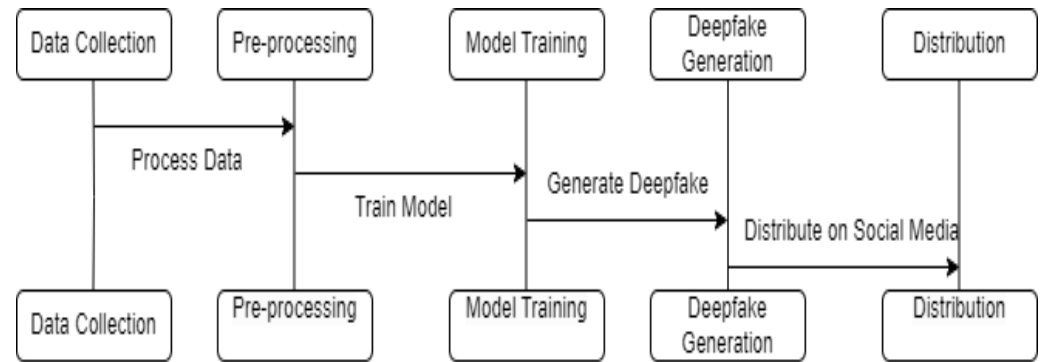 Data Collection
Pre-processing
Model Training
Deepfake
Generation
Distribution
Process Data
Train Model
Generate Deepfake
Distribute on Social Media
Data Collection
Pre-processing
Model Training
Deepfake
Generation
Distribution